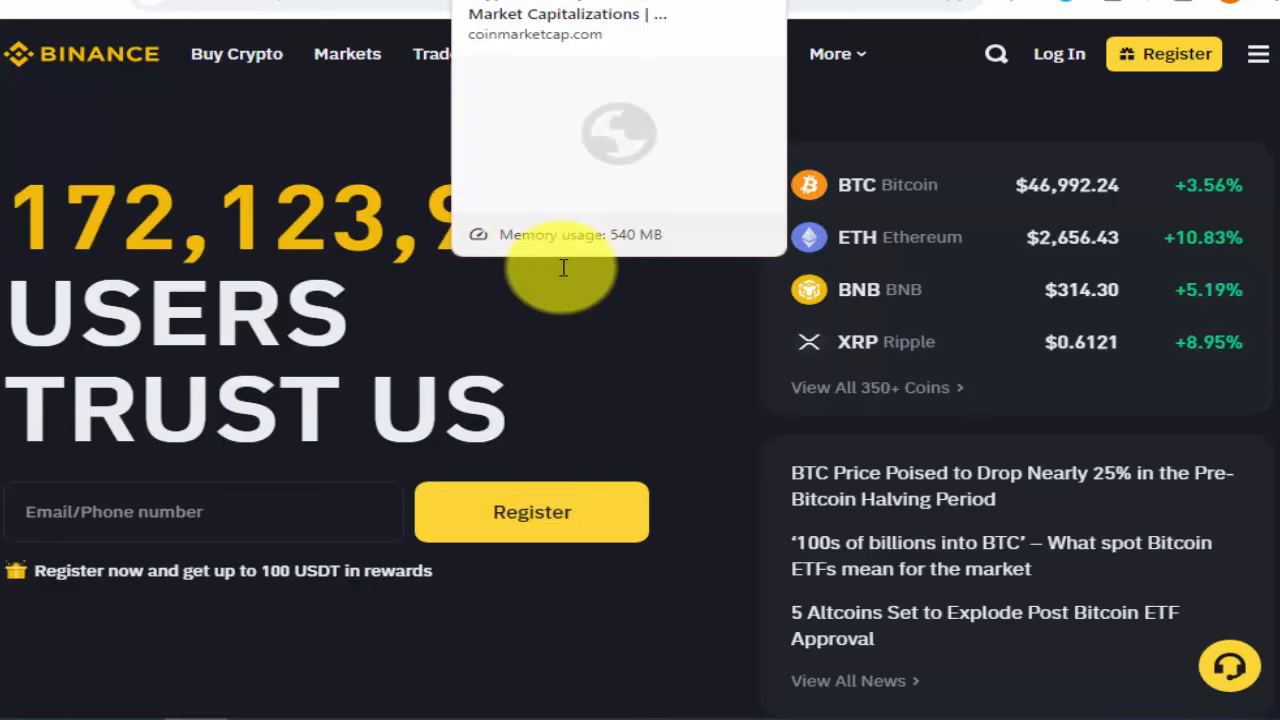 Market Capitalizations | ...
coinmarketcap.com
Memory usage: 540 MB
BINANCE
Buy Crypto
Markets
More
Log In
Register
172,123,
USERS
TRUST US
Email/Phone number
Register
Register now and get up to 100 USDT in rewards
BTC Bitcoin $46,992.24 +3.56%
ETH Ethereum $2,656.43 +10.83%
BNB BNB $314.30 +5.19%
XRP Ripple $0.6121 +8.95%
View All 350+ Coins >
BTC Price Poised to Drop Nearly 25% in the Pre-
Bitcoin Halving Period
‘100s of billions into BTC’ – What spot Bitcoin
ETFs mean for the market
5 Altcoins Set to Explode Post Bitcoin ETF
Approval
View All News >